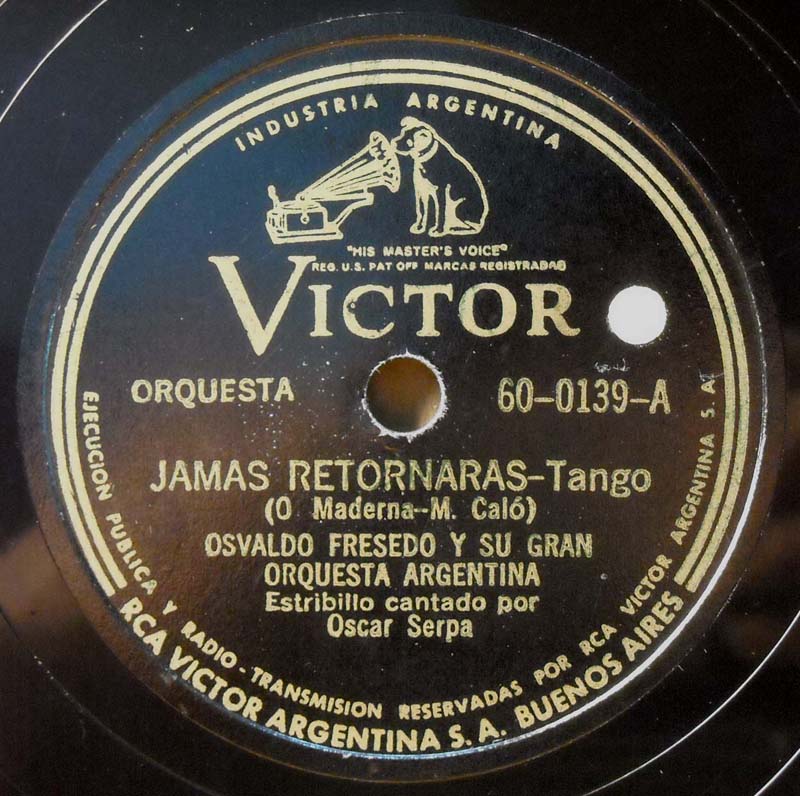 INDUSTRIA ARGENTINA
"HIS MASTER'S VOICE"
REG. U.S. PAT OFF MARCAS REGISTRADAS
VICTOR
ORQUESTA
60-0139-A
JAMAS RETORNARAS-Tango
(O Maderna--M. Caló)
OSVALDO FRESEDO Y SU GRAN
ORQUESTA ARGENTINA
Estribillo cantado por
Oscar Serpa
EJECUCION PUBLICA Y RADIO-TRANSMISION RESERVADAS POR RCA VICTOR ARGENTINA S. A.
RCA VICTOR ARGENTINA S. A. BUENOS AIRES